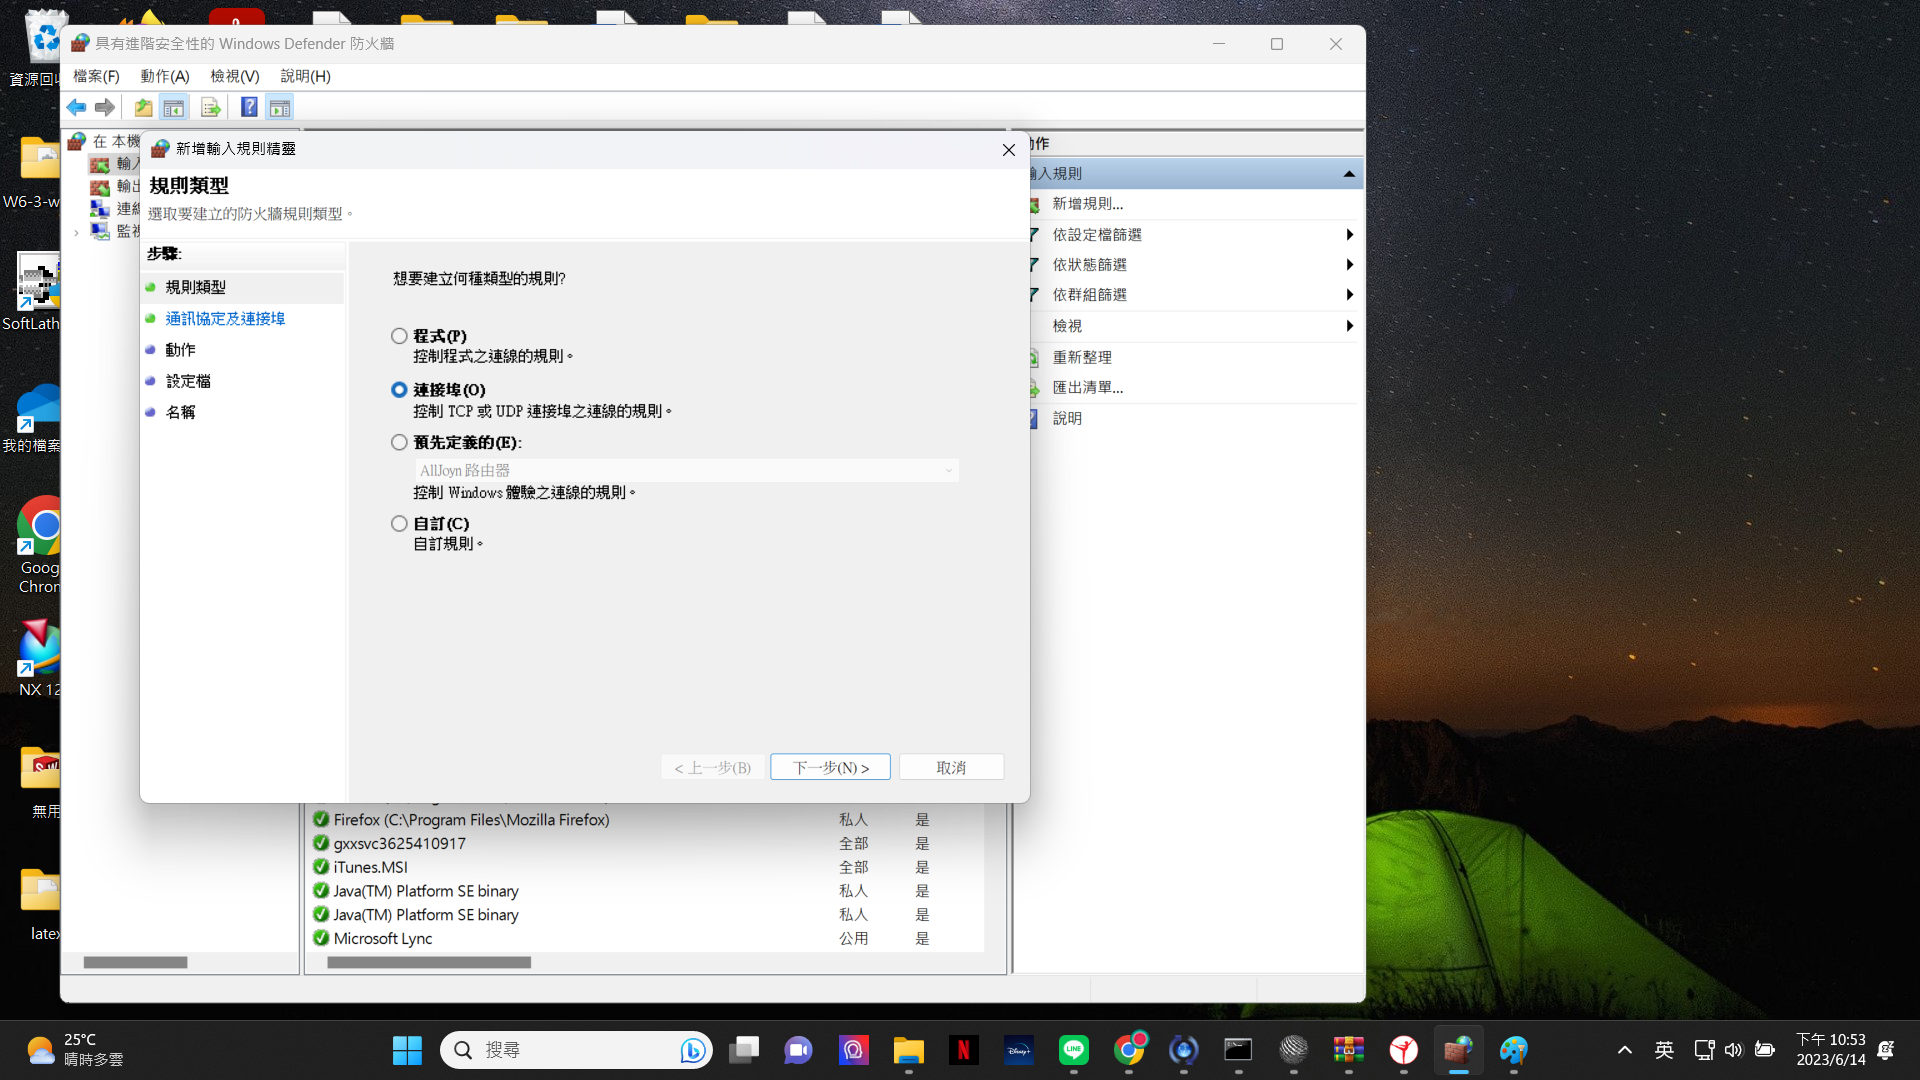 資源回收
W6-3-w
SoftLath
我的檔案
Goog
Chrom
NX 12
無用
latex
具有進階安全性的 Windows Defender 防火牆
檔案(F) 動作(A) 檢視(V) 說明(H)
在 本機
輸入
輸出
連線
監視
新增輸入規則精靈
規則類型
選取要建立的防火牆規則類型。
步驟:
規則類型
通訊協定及連接埠
動作
設定檔
名稱
想要建立何種類型的規則?
程式(P)
控制程式之連線的規則。
連接埠(O)
控制 TCP 或 UDP 連接埠之連線的規則。
預先定義的(E):
AllJoyn 路由器
控制 Windows 體驗之連線的規則。
自訂(C)
自訂規則。
< 上一步(B) 下一步(N) > 取消
Firefox (C:\Program Files\Mozilla Firefox) 私人 是
gxxsvc3625410917 全部 是
iTunes.MSI 全部 是
Java(TM) Platform SE binary 私人 是
Java(TM) Platform SE binary 私人 是
Microsoft Lync 公用 是
動作
輸入規則
新增規則...
依設定檔篩選
依狀態篩選
依群組篩選
檢視
重新整理
匯出清單...
說明
25°C
晴時多雲
搜尋
N
Disney+
LINE
英
下午 10:53
2023/6/14